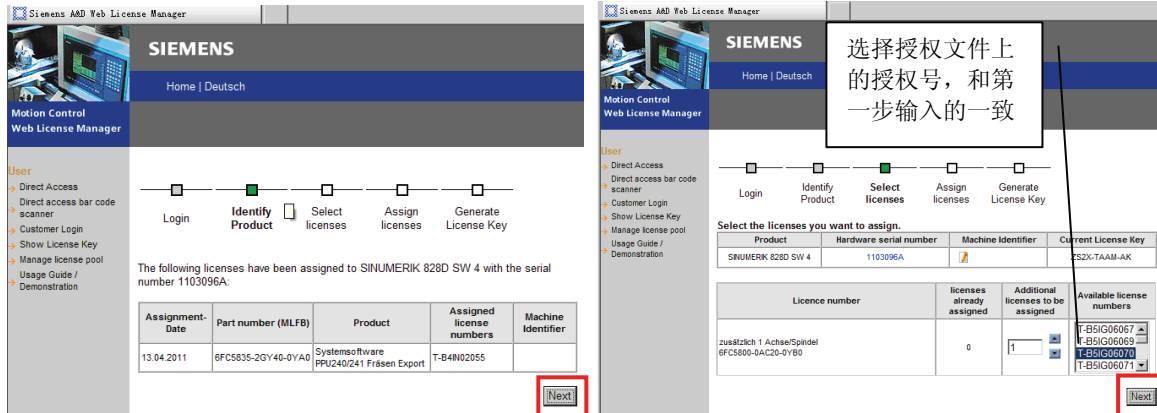 Siemens A&D Web License Manager
SIEMENS
Home | Deutsch
Motion Control
Web License Manager
User
Direct Access
Direct access bar code
scanner
Customer Login
Show License Key
Manage license pool
Usage Guide /
Demonstration
Login
Identify
Product
Select
licenses
Assign
licenses
Generate
License Key
The following licenses have been assigned to SINUMERIK 828D SW 4 with the serial
number 1103096A:
Assignment-
Date
Part number (MLFB)
Product
Assigned
license
numbers
Machine
Identifier
13.04.2011
6FC5835-2GY40-0YA0
Systemsoftware
PPU240/241 Fräsen Export
T-B4IN02055
Next
Siemens A&D Web License Manager
SIEMENS
Home | Deutsch
选择授权文件上
的授权号，和第
一步输入的一致
Motion Control
Web License Manager
User
Direct Access
Direct access bar code
scanner
Customer Login
Show License Key
Manage license pool
Usage Guide /
Demonstration
Login
Identify
Product
Select
licenses
Assign
licenses
Generate
License Key
Select the licenses you want to assign.
Product
Hardware serial number
Machine Identifier
Current License Key
SINUMERIK 828D SW 4
1103096A
ZS2X-TAAM-AK
Licence number
licenses
already
assigned
Additional
licenses to be
assigned
Available license
numbers
zusätzlich 1 Achse/Spindel
6FC5800-0AC20-0YB0
0
1
T-B5IG06067
T-B5IG06069
T-B5IG06070
T-B5IG06071
Next